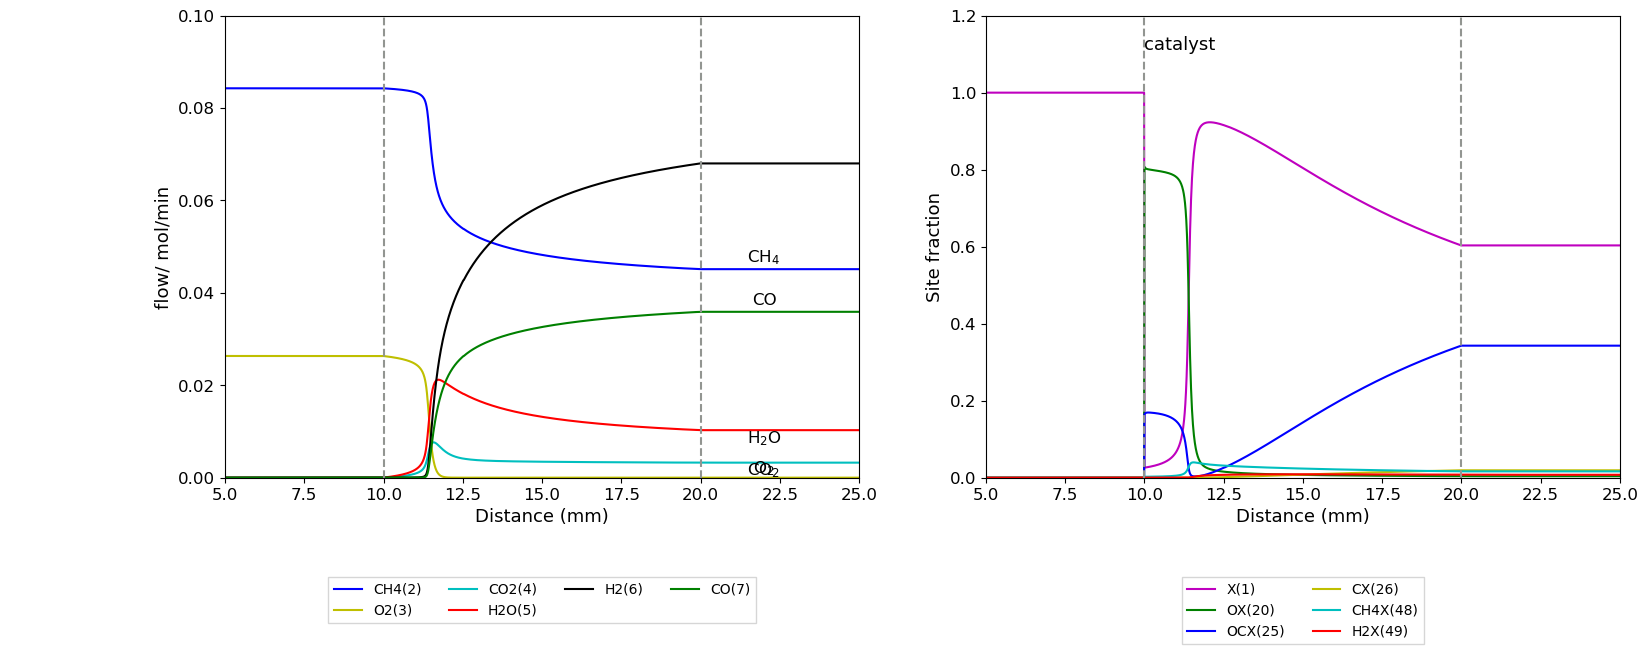 0.10
0.08
0.06
0.04
0.02
0.00
flow/ mol/min
CH₄
CO
H₂O
O₂
CO₂
5.0 7.5 10.0 12.5 15.0 17.5 20.0 22.5 25.0
Distance (mm)
CH4(2) CO2(4) H2(6) CO(7)
O2(3) H2O(5)
1.2
1.0
0.8
0.6
0.4
0.2
0.0
Site fraction
catalyst
5.0 7.5 10.0 12.5 15.0 17.5 20.0 22.5 25.0
Distance (mm)
X(1) CX(26)
OX(20) CH4X(48)
OCX(25) H2X(49)